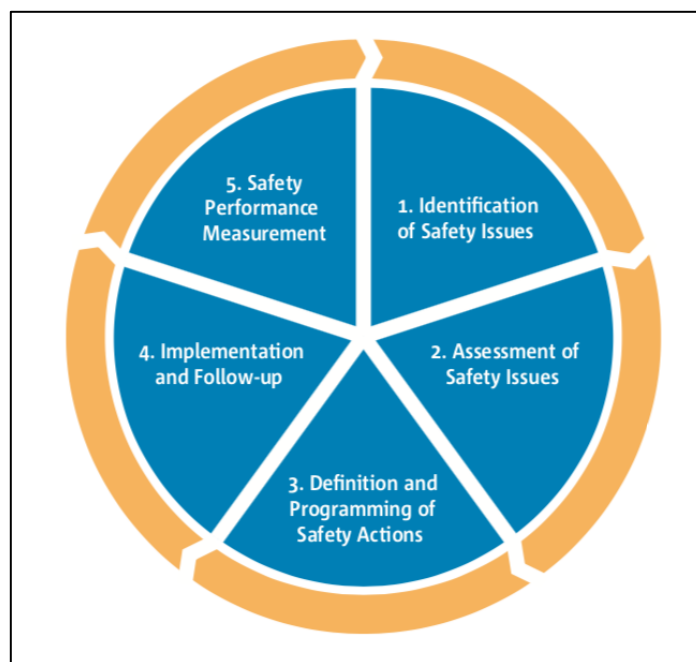 1. Identification
of Safety Issues
2. Assessment of
Safety Issues
3. Definition and
Programming of
Safety Actions
4. Implementation
and Follow-up
5. Safety
Performance
Measurement